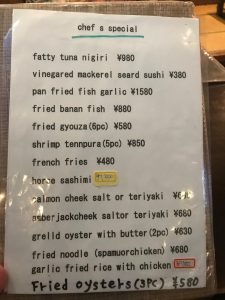 chef s special
fatty tuna nigiri ¥980
vinegared mackerel seard sushi ¥380
pan fried fish garlic ¥1580
fried banan fish ¥880
fried gyouza(6pc) ¥580
shrimp tennpura(5pc) ¥850
french fries ¥480
horse sashimi
salmon cheek salt or teriyaki
amberjackcheek saltor teriyaki ¥680
grelld oyster with butter(2pc) ¥630
fried noodle (spamuorchicken) ¥680
garlic fried rice with chicken
Fried oysters(3PC) ¥580